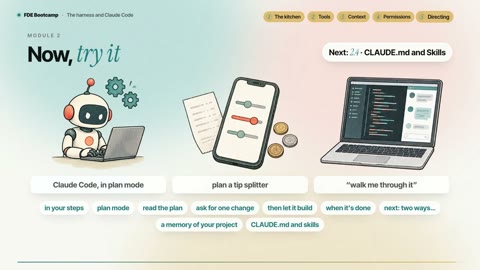 FDE Bootcamp · The harness and Claude Code
The kitchen
Tools
Context
Permissions
Directing
MODULE 2
Now, try it
Next: 2.4 · CLAUDE.md and Skills
Claude Code, in plan mode
plan a tip splitter
“walk me through it”
in your steps
plan mode
read the plan
ask for one change
then let it build
when it's done
next: two ways...
a memory of your project
CLAUDE.md and skills